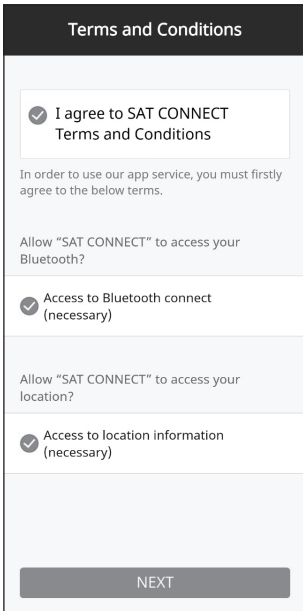 Terms and Conditions
I agree to SAT CONNECT
Terms and Conditions
In order to use our app service, you must firstly
agree to the below terms.
Allow “SAT CONNECT” to access your
Bluetooth?
Access to Bluetooth connect
(necessary)
Allow “SAT CONNECT” to access your
location?
Access to location information
(necessary)
NEXT